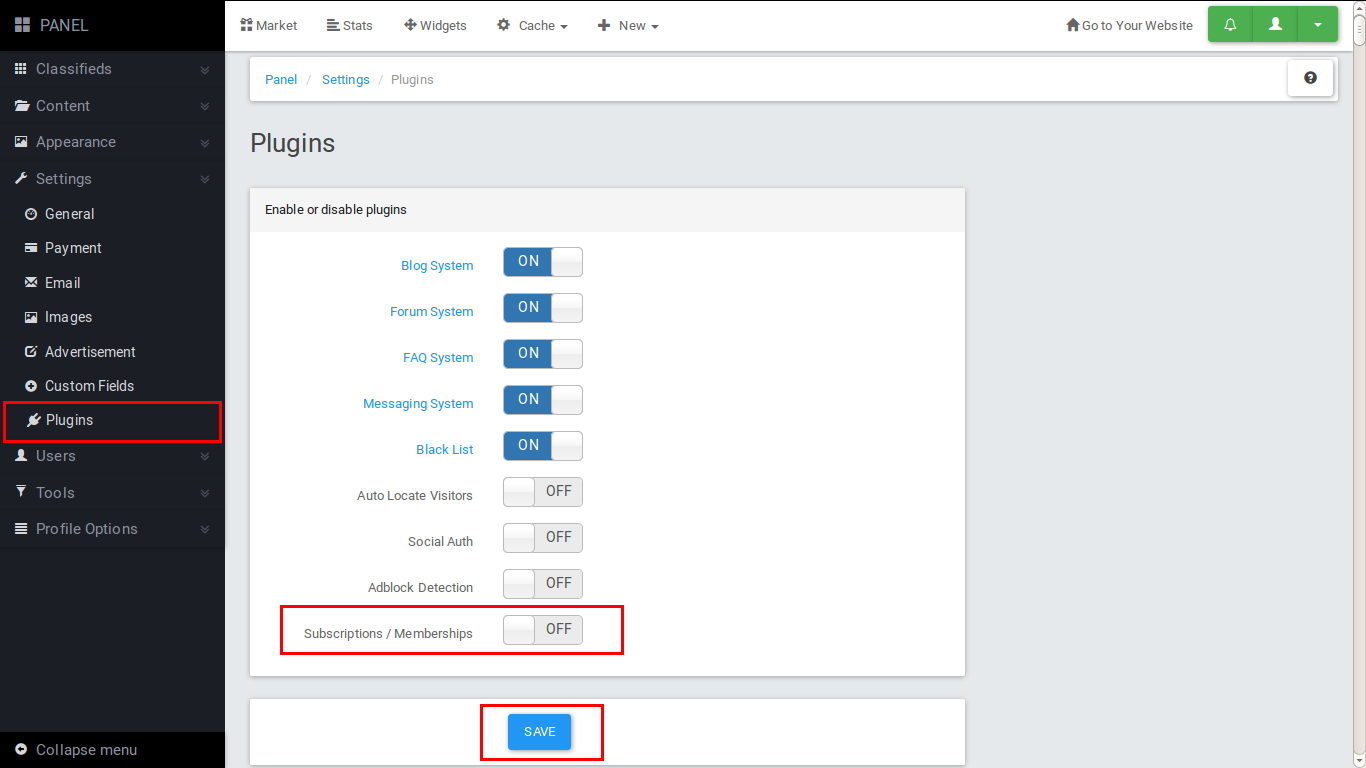 PANEL
Market
Stats
Widgets
Cache
New
Go to Your Website
Classifieds
Content
Appearance
Settings
General
Payment
Email
Images
Advertisement
Custom Fields
Plugins
Users
Tools
Profile Options
Collapse menu
Panel / Settings / Plugins
Plugins
Enable or disable plugins
Blog System ON
Forum System ON
FAQ System ON
Messaging System ON
Black List ON
Auto Locate Visitors OFF
Social Auth OFF
Adblock Detection OFF
Subscriptions / Memberships OFF
SAVE